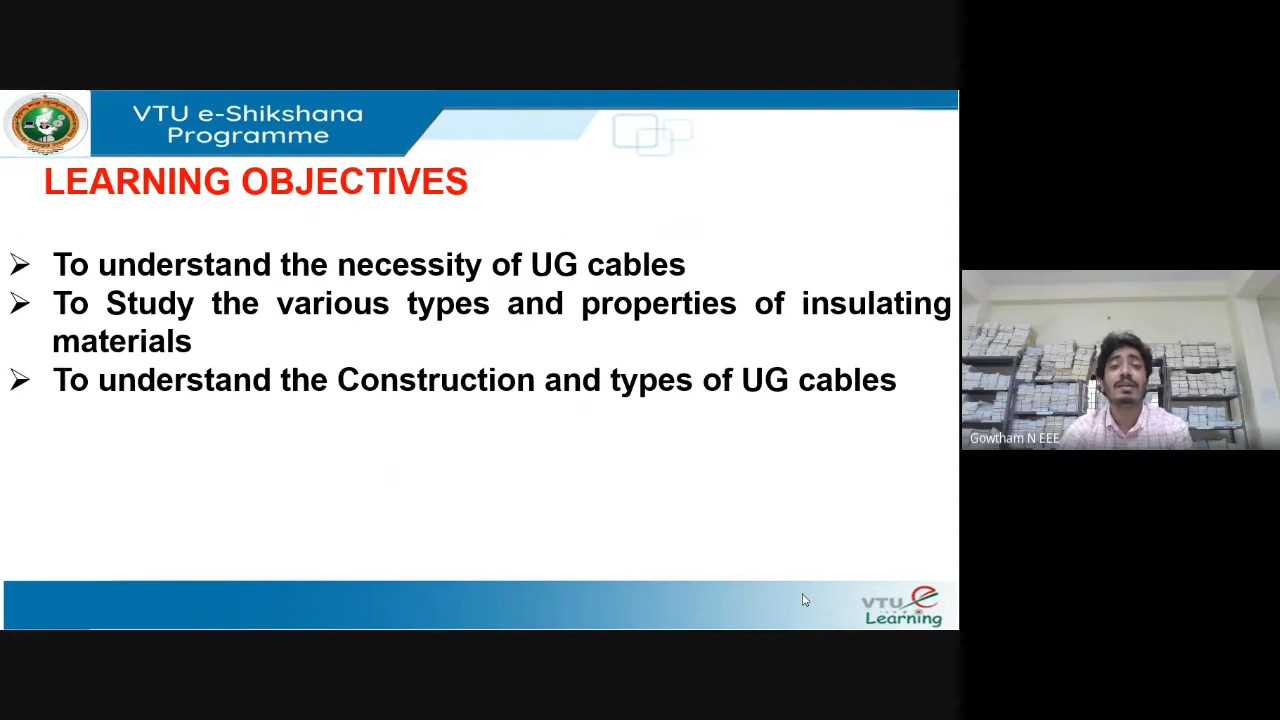 VTU e-Shikshana
Programme
LEARNING OBJECTIVES
➢ To understand the necessity of UG cables
➢ To Study the various types and properties of insulating
materials
➢ To understand the Construction and types of UG cables
Gowtham N EEE
VTU e
Learning